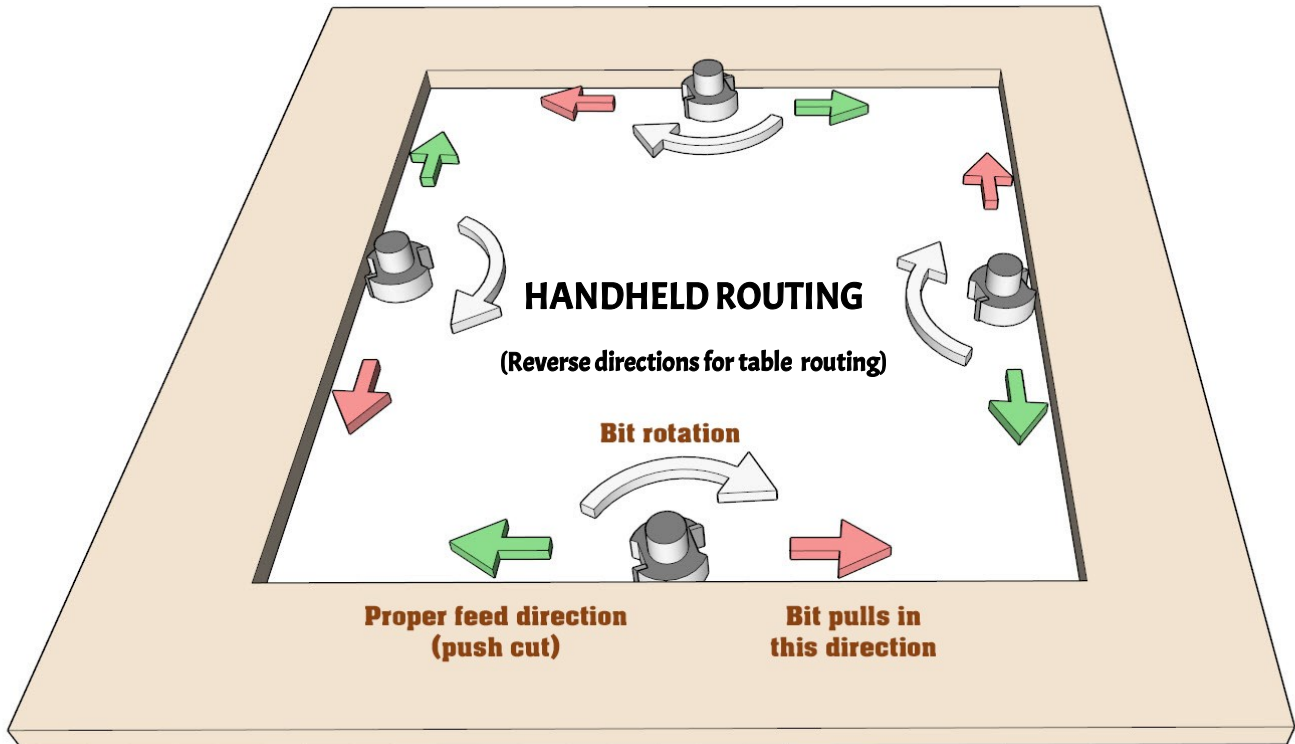 HANDHELD ROUTING
(Reverse directions for table routing)
Bit rotation
Proper feed direction
(push cut)
Bit pulls in
this direction